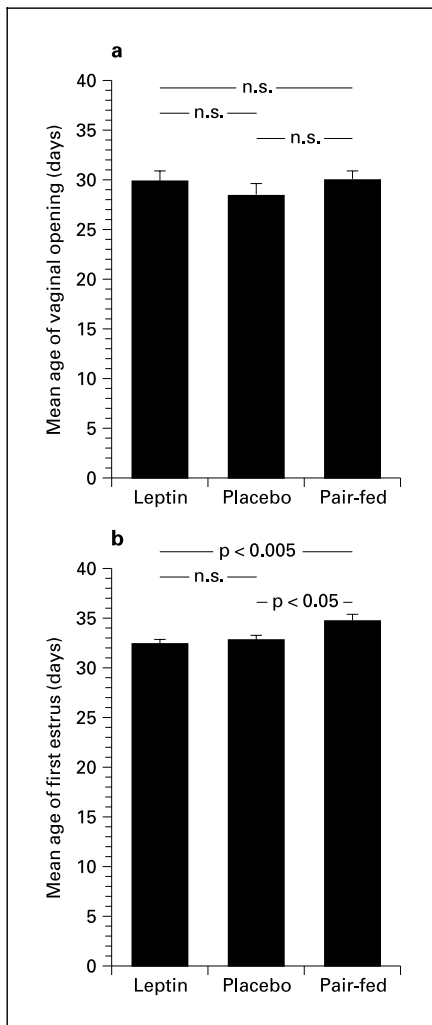 a
Mean age of vaginal opening (days)
40
35
30
25
20
15
10
5
0
n.s.
n.s.
n.s.
Leptin Placebo Pair-fed
b
Mean age of first estrus (days)
40
35
30
25
20
15
10
5
0
p < 0.005
n.s.
p < 0.05
Leptin Placebo Pair-fed